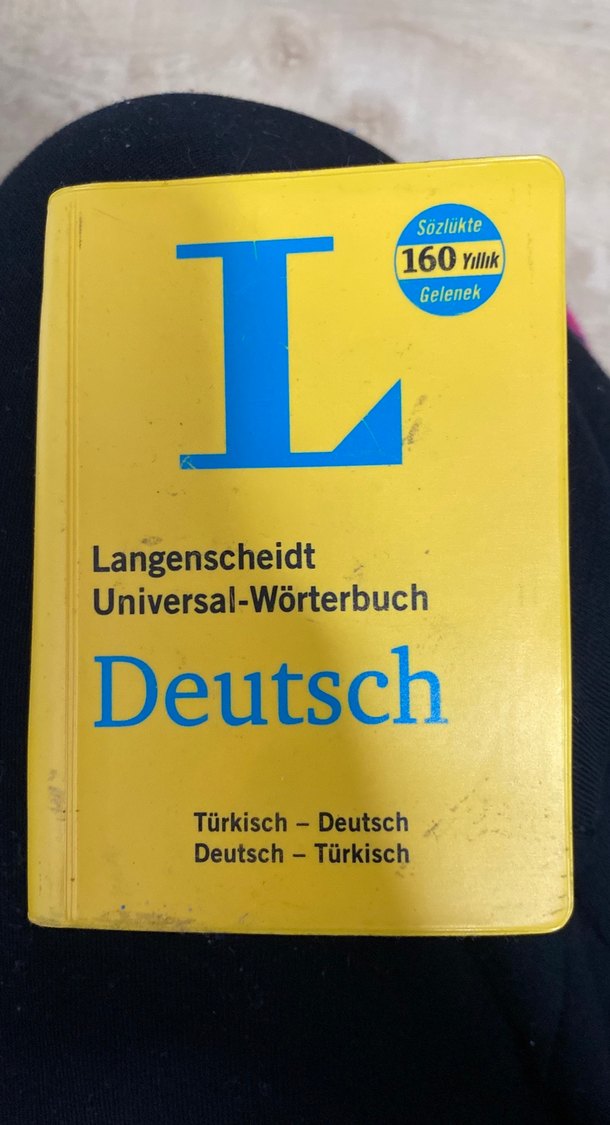 L
Sözlükte
160 Yıllık
Gelenek
Langenscheidt
Universal-Wörterbuch
Deutsch
Türkisch – Deutsch
Deutsch – Türkisch